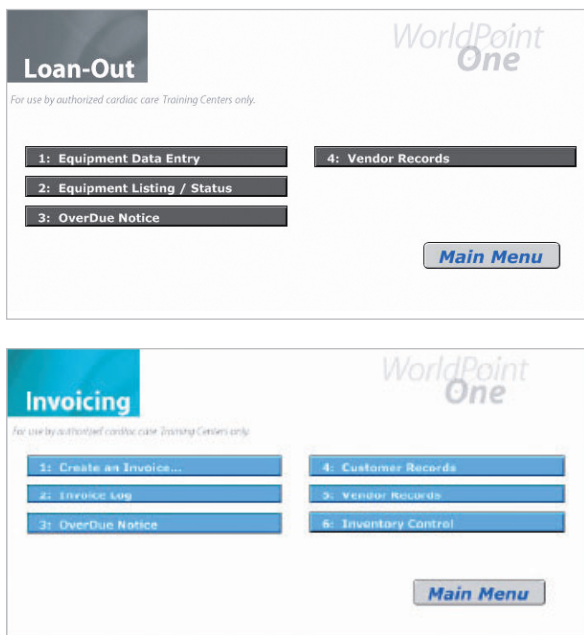 Loan-Out
WorldPoint
One
For use by authorized cardiac care Training Centers only.
1: Equipment Data Entry
4: Vendor Records
2: Equipment Listing / Status
3: OverDue Notice
Main Menu
Invoicing
WorldPoint
One
For use by authorized cardiac care Training Centers only.
1: Create an Invoice...
4: Customer Records
2: Invoice Log
5: Vendor Records
3: OverDue Notice
6: Inventory Control
Main Menu